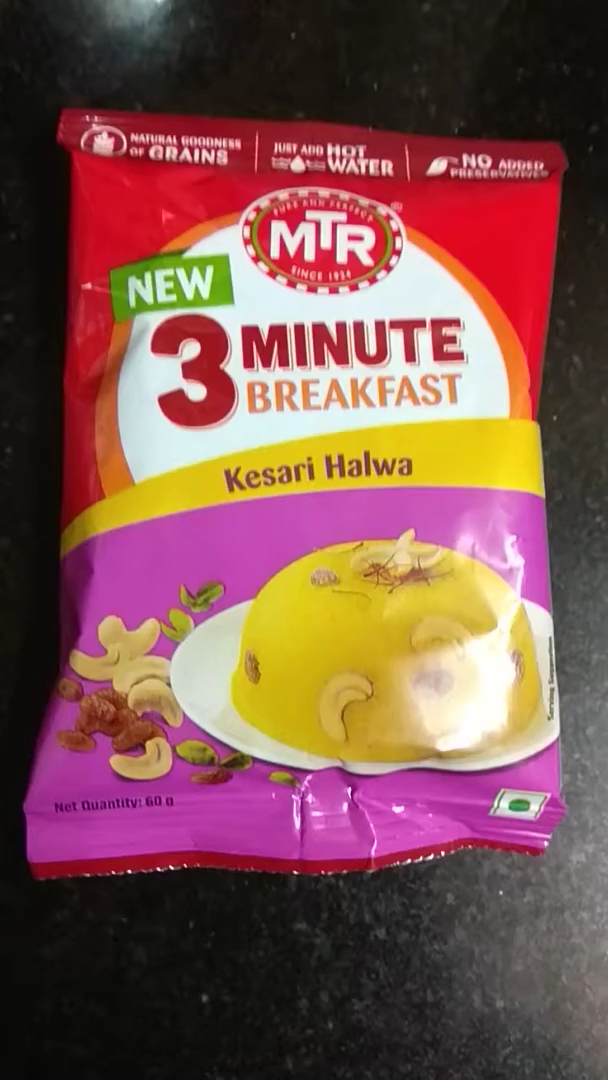 NATURAL GOODNESS
OF GRAINS
JUST ADD HOT
WATER
NO ADDED
PRESERVATIVES
PURE AND PERFECT
MTR
®
SINCE 1924
NEW
3 MINUTE
BREAKFAST
Kesari Halwa
Serving Suggestion
Net Quantity: 60 g